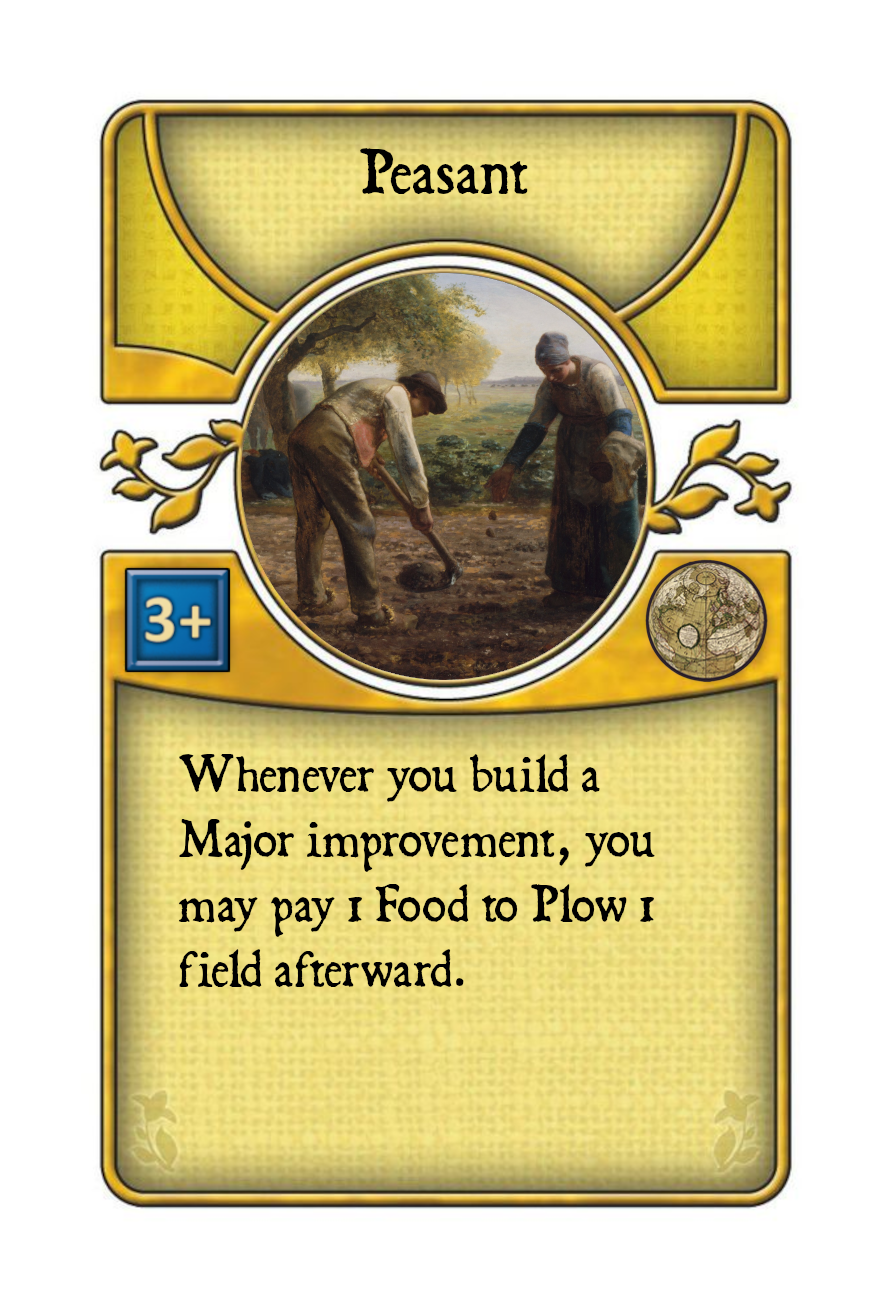 Peasant
3+
Whenever you build a
Major improvement, you
may pay 1 Food to Plow 1
field afterward.